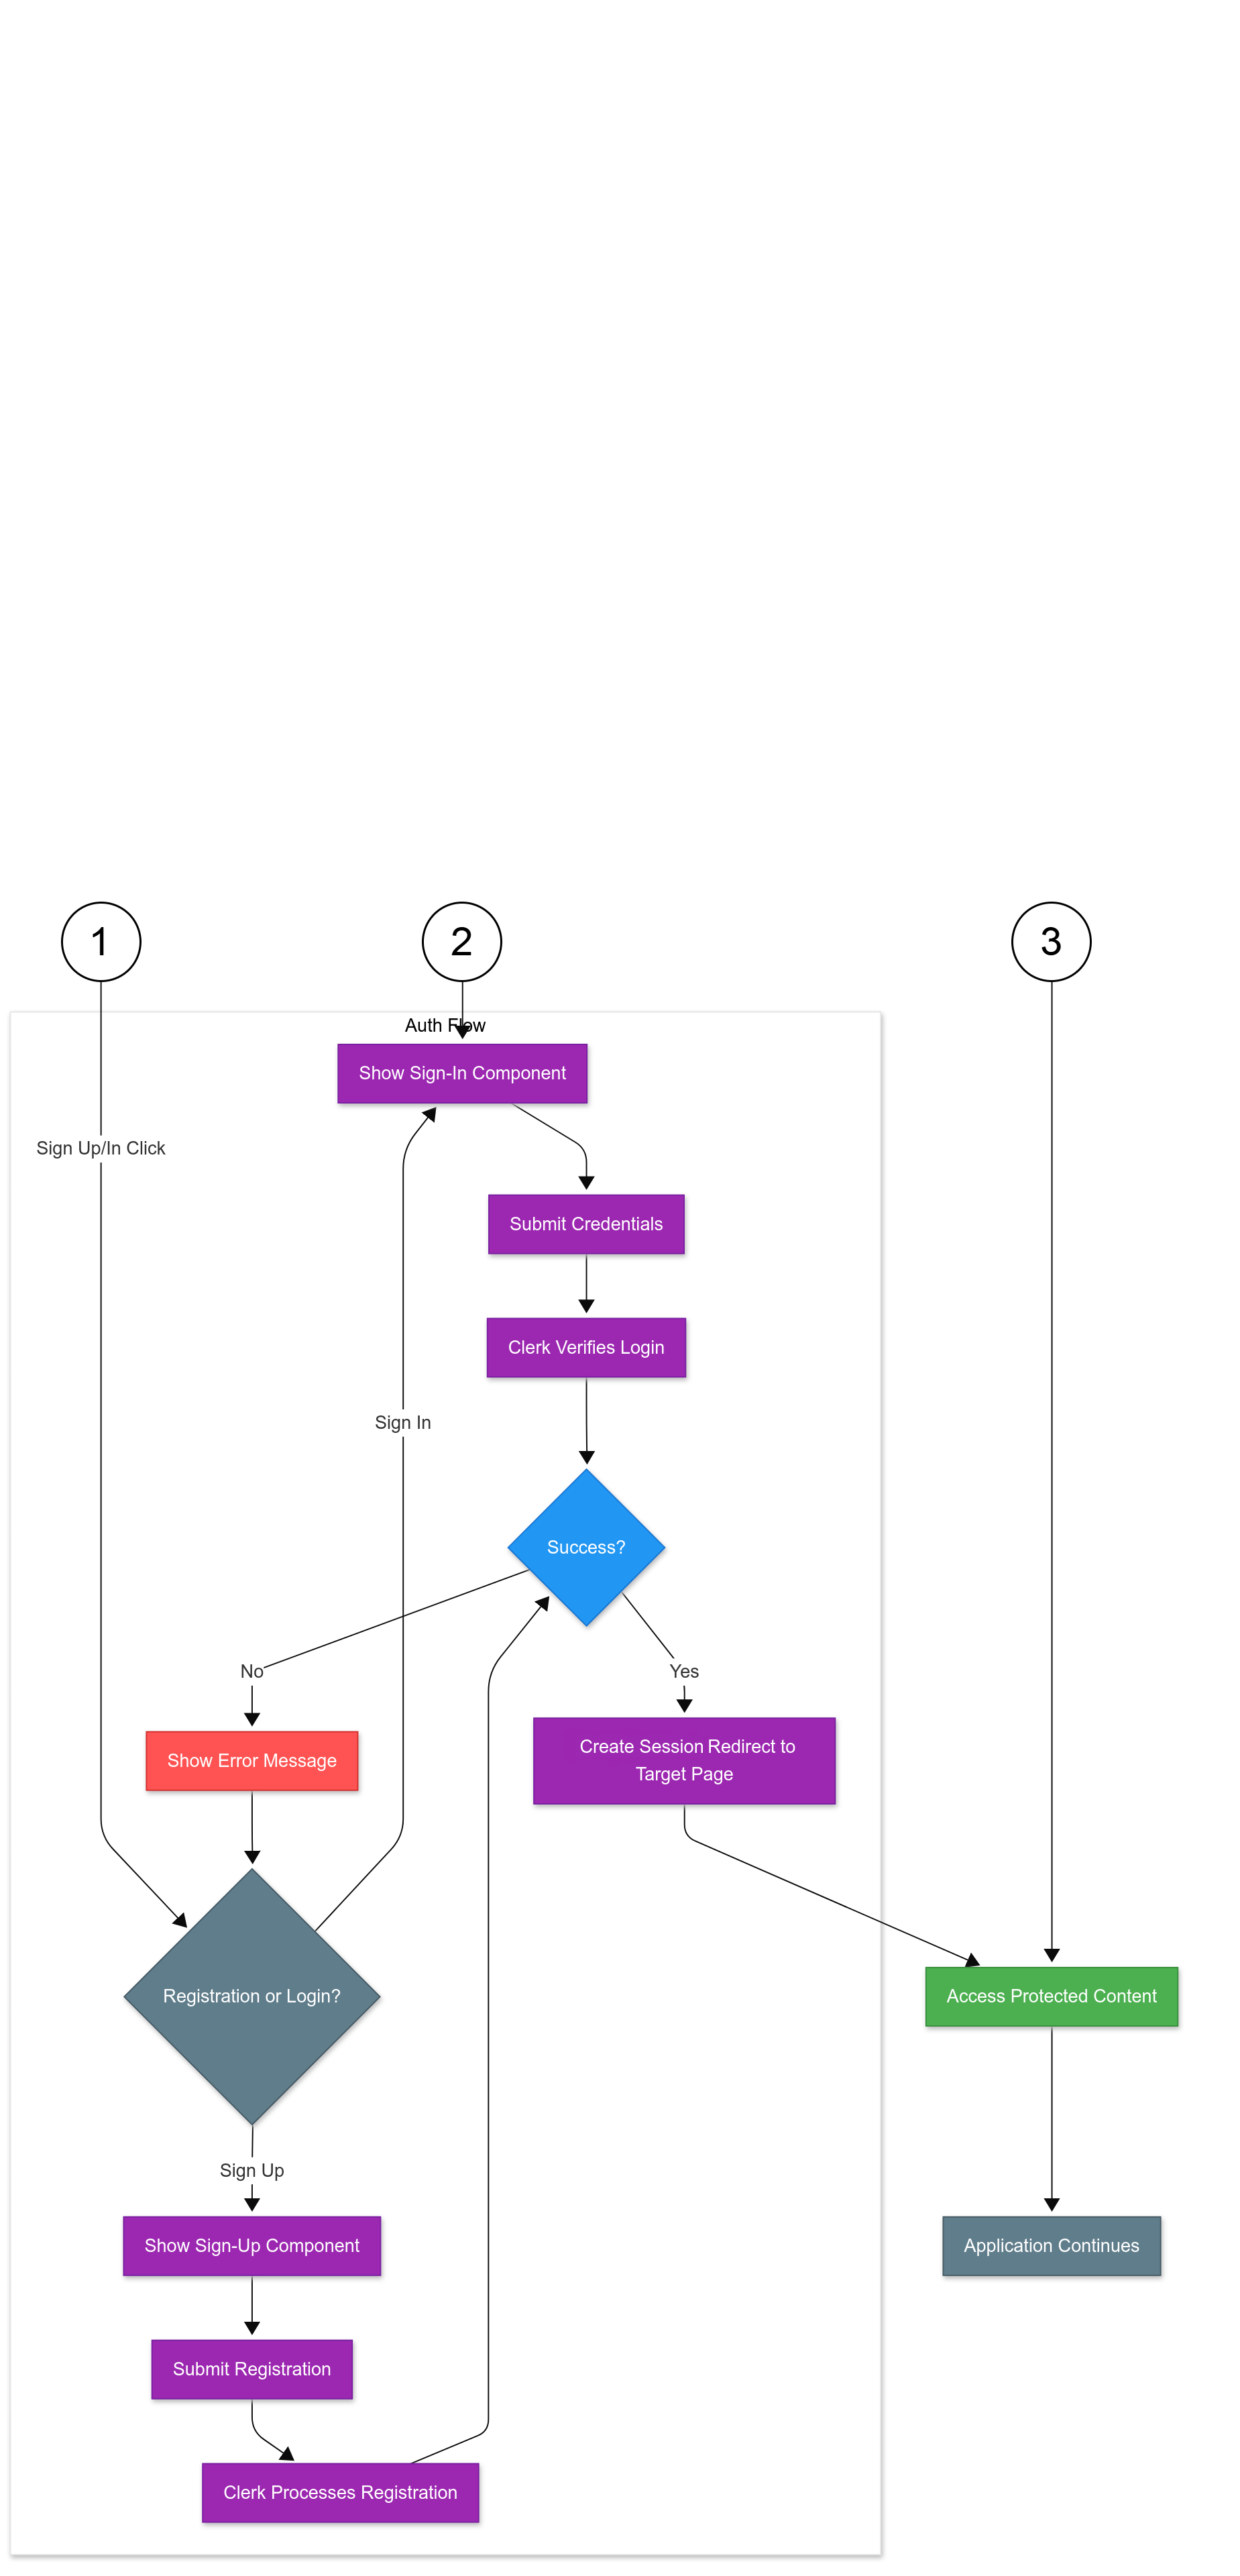 1
2
3
Auth Flow
Show Sign-In Component
Sign Up/In Click
Submit Credentials
Clerk Verifies Login
Sign In
Success?
No
Yes
Show Error Message
Create Session Redirect to
Target Page
Registration or Login?
Access Protected Content
Sign Up
Show Sign-Up Component
Application Continues
Submit Registration
Clerk Processes Registration